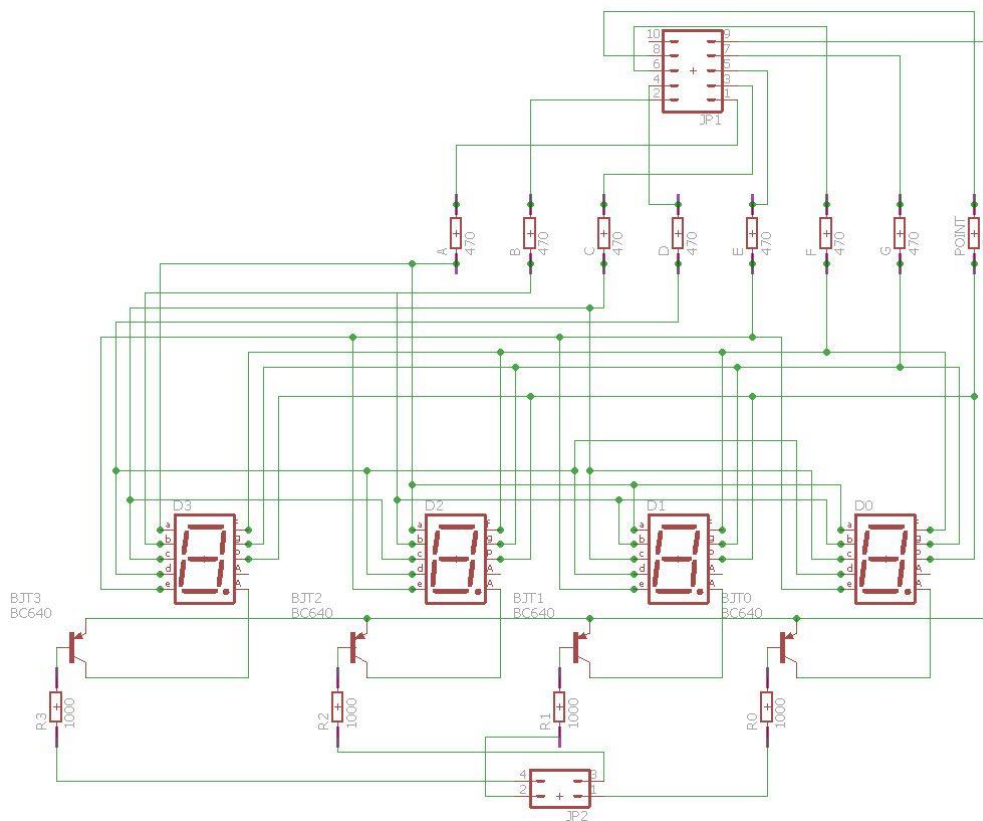 10 9
8 7
6 5
4 3
2 1
JP1
A 470
B 470
C 470
D 470
E 470
F 470
G 470
POINT 470
D3
D2
D1
D0
a
b g
c p
d A
e A
a
b g
c p
d A
e A
a
b g
c p
d A
e A
a
b g
c p
d A
e A
BJT3
BC640
BJT2
BC640
BJT1
BC640
BJT0
BC640
R3 1000
R2 1000
R1 1000
R0 1000
4 3
2 1
JP2